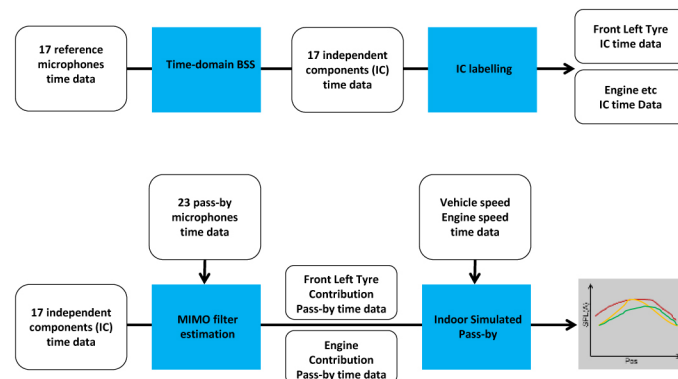 17 reference
microphones
time data
Time-domain BSS
17 independent
components (IC)
time data
IC labelling
Front Left Tyre
IC time data
Engine etc
IC time Data
23 pass-by
microphones
time data
Vehicle speed
Engine speed
time data
17 independent
components (IC)
time data
MIMO filter
estimation
Front Left Tyre
Contribution
Pass-by time data
Engine
Contribution
Pass-by time data
Indoor Simulated
Pass-by
Pos